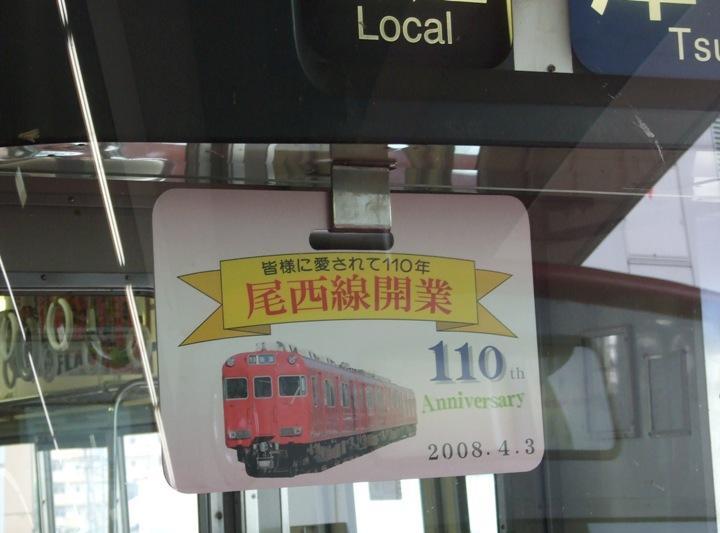 Local
Tsu
皆様に愛されて110年
尾西線開業
110th
Anniversary
2008.4.3